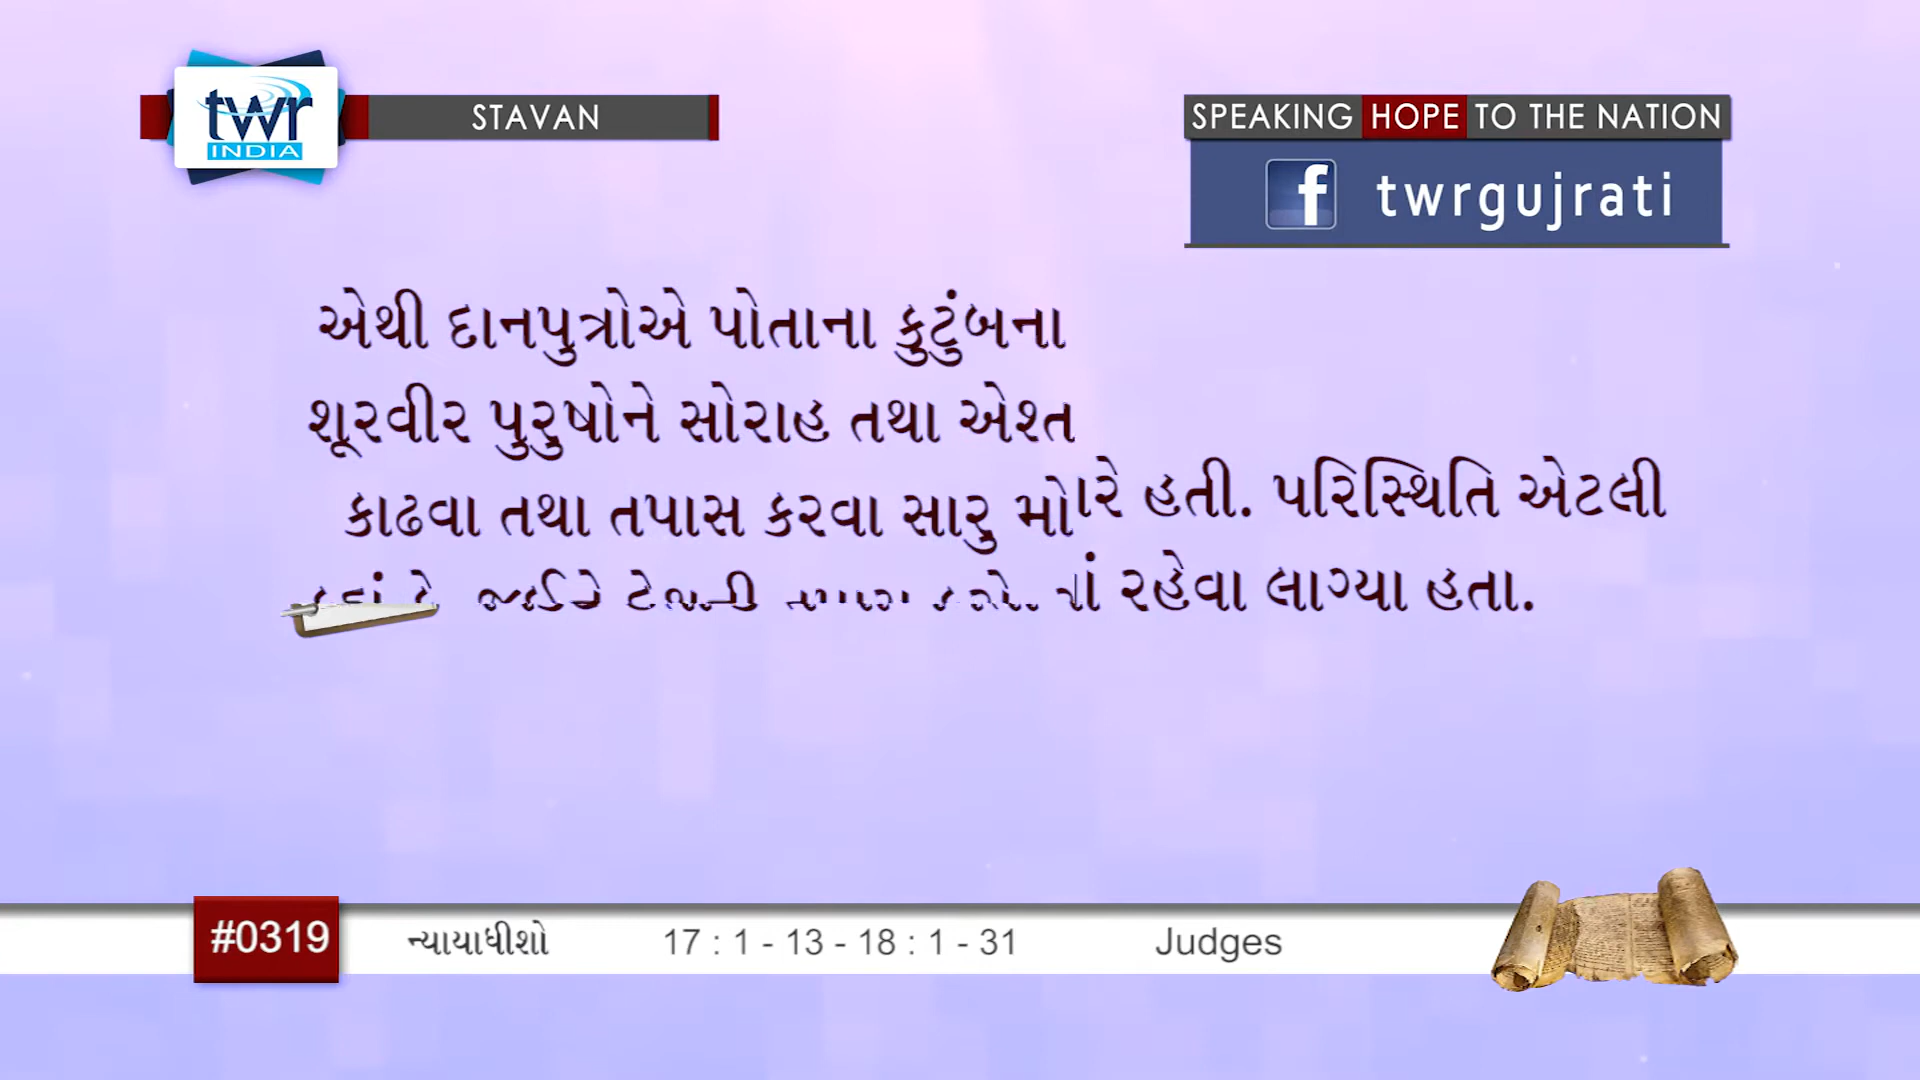 twr
INDIA
STAVAN
SPEAKING HOPE TO THE NATION
f twrgujrati
એથી દાનપુત્રોએ પોતાના કુટુંબના
શૂરવીર પુરુષોને સોરાહ તથા એશ્ત
કાઢવા તથા તપાસ કરવા સારુ મો
હતી. પરિસ્થિતિ એટલી
રહેવા લાગ્યા હતા.
#0319 ન્યાયાધીશો 17 : 1 - 13 - 18 : 1 - 31 Judges